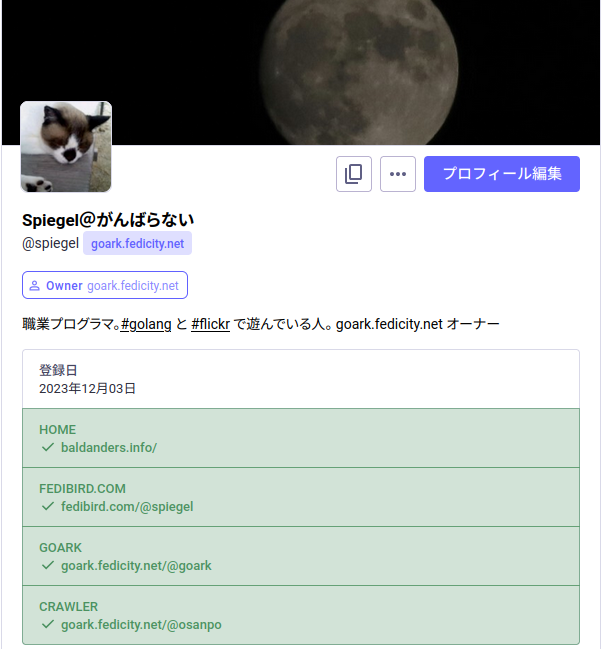 プロフィール編集
Spiegel@がんばらない
@spiegel goark.fedicity.net
Owner goark.fedicity.net
職業プログラマ。#golang と #flickr で遊んでいる人。goark.fedicity.net オーナー
登録日
2023年12月03日
HOME
baldanders.info/
FEDIBIRD.COM
fedibird.com/@spiegel
GOARK
goark.fedicity.net/@goark
CRAWLER
goark.fedicity.net/@osanpo